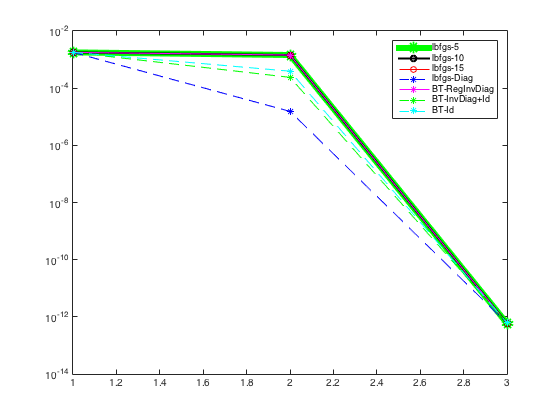 10^-2
10^-4
10^-6
10^-8
10^-10
10^-12
10^-14
lbfgs-5
lbfgs-10
lbfgs-15
lbfgs-Diag
BT-RegInvDiag
BT-InvDiag+Id
BT-Id
1 1.2 1.4 1.6 1.8 2 2.2 2.4 2.6 2.8 3